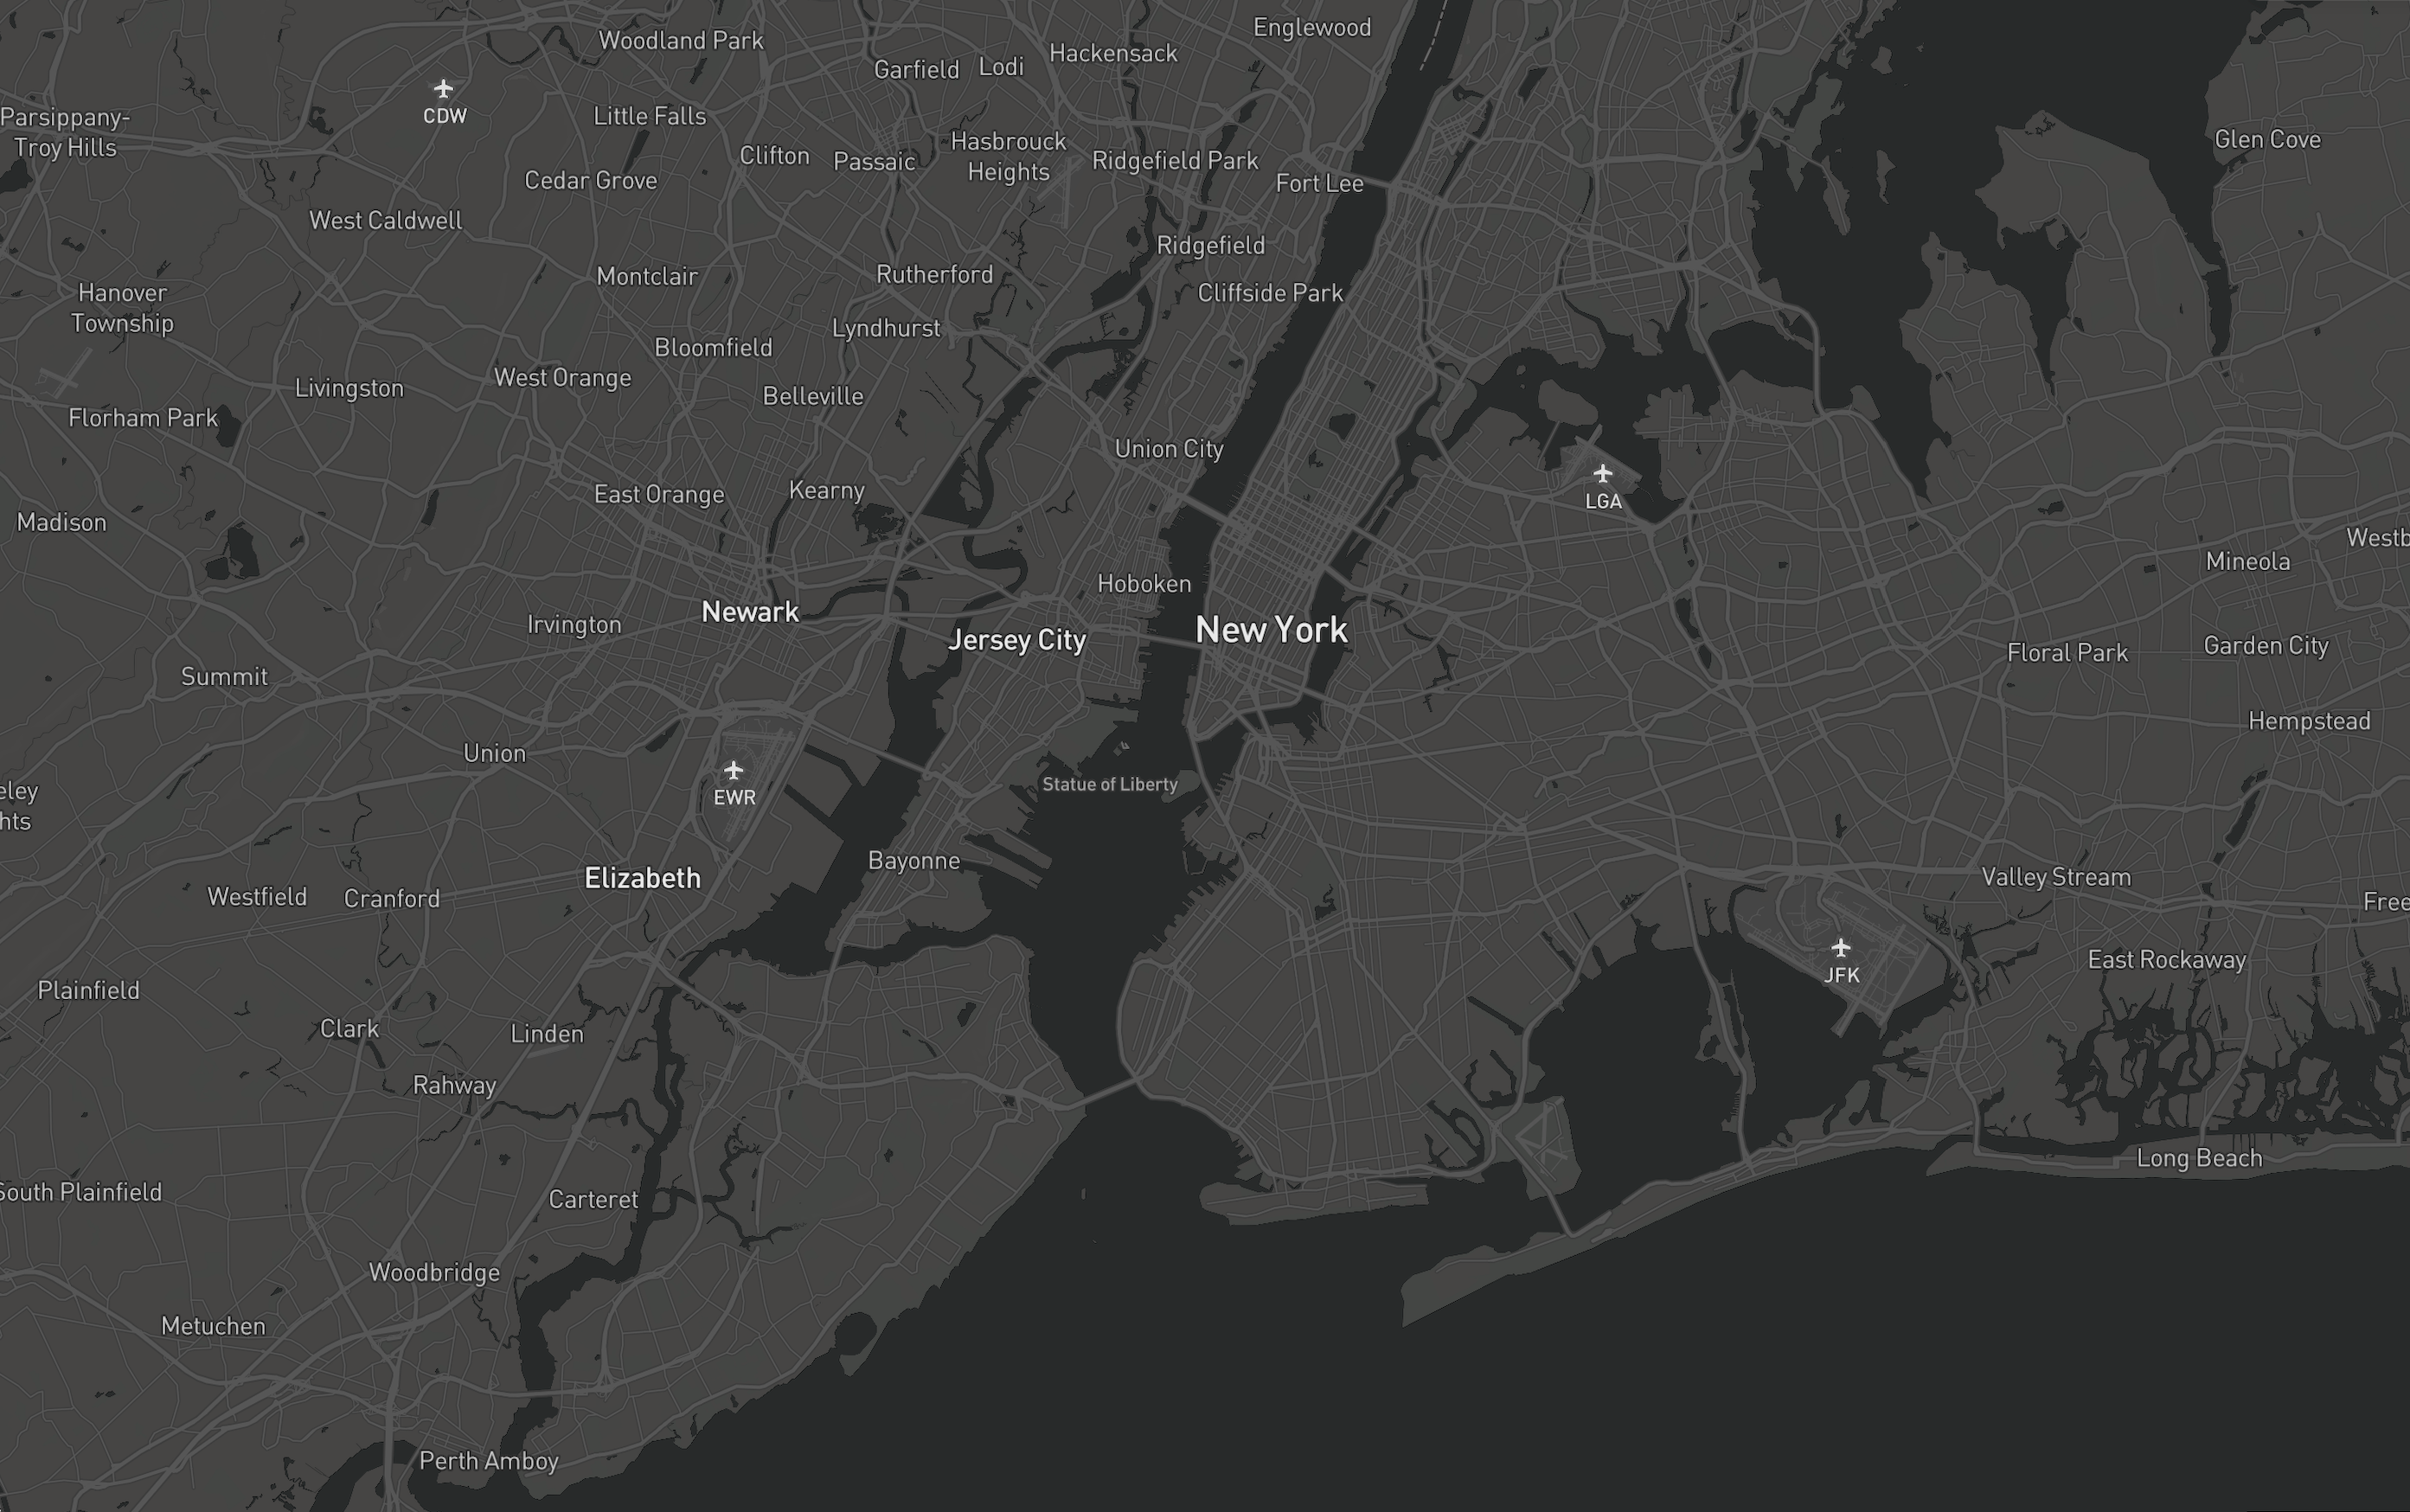 Englewood
Woodland Park
Hackensack
Garfield
Lodi
CDW
Little Falls
Parsippany-
Troy Hills
Glen Cove
Hasbrouck
Heights
Clifton
Passaic
Ridgefield Park
Cedar Grove
Fort Lee
West Caldwell
Ridgefield
Montclair
Rutherford
Hanover
Township
Cliffside Park
Lyndhurst
Bloomfield
West Orange
Livingston
Belleville
Florham Park
Union City
East Orange
Kearny
LGA
Madison
Westb
Mineola
Hoboken
Newark
Irvington
Jersey City
New York
Garden City
Floral Park
Summit
Hempstead
Union
Statue of Liberty
eley
hts
EWR
Bayonne
Elizabeth
Valley Stream
Westfield
Cranford
Free
East Rockaway
JFK
Plainfield
Clark
Linden
Rahway
Long Beach
South Plainfield
Carteret
Woodbridge
Metuchen
Perth Amboy